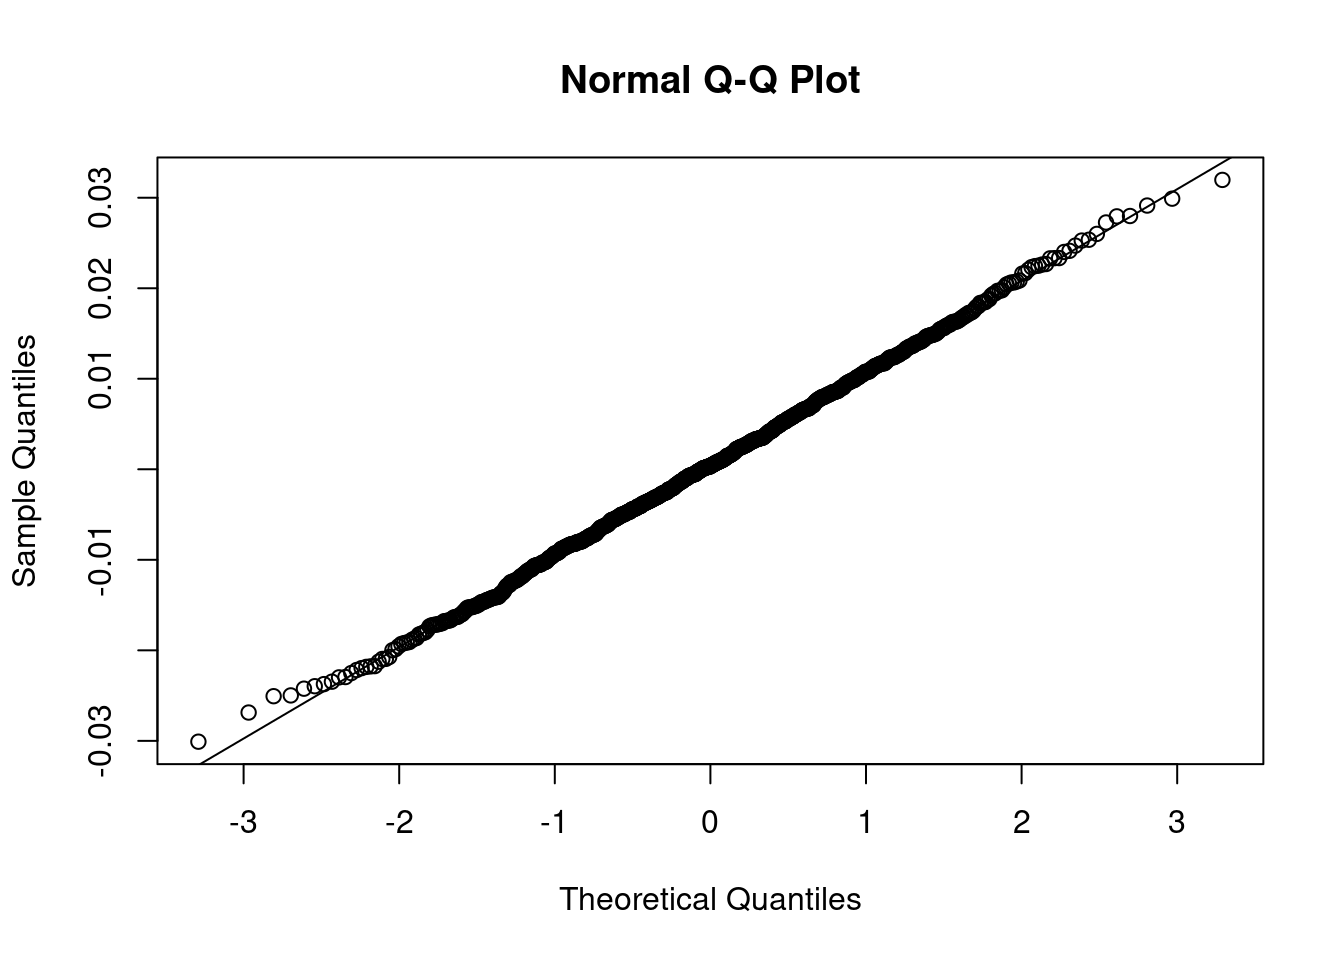 Normal Q-Q Plot
Sample Quantiles
0.03
0.02
0.01
-0.01
-0.03
-3 -2 -1 0 1 2 3
Theoretical Quantiles